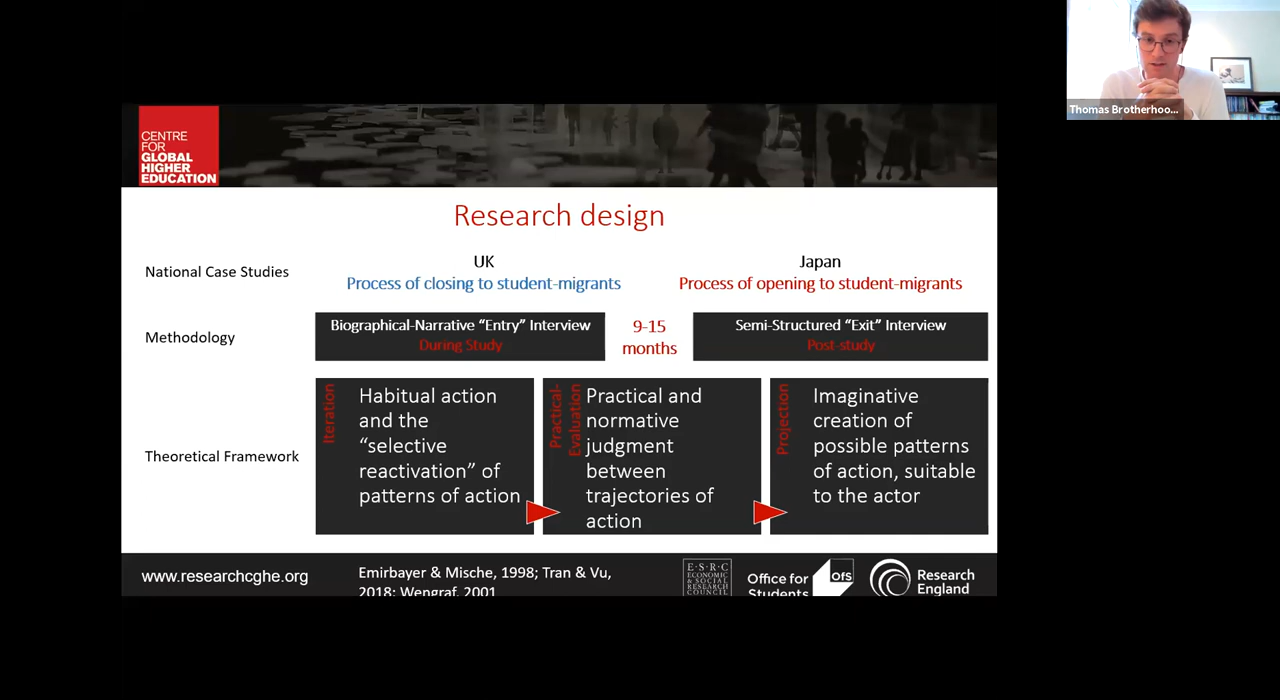 Thomas Brotherhoo...
CENTRE
FOR
GLOBAL
HIGHER
EDUCATION
Research design
National Case Studies
UK
Process of closing to student-migrants
Japan
Process of opening to student-migrants
Methodology
Biographical-Narrative “Entry” Interview
During Study
9-15
months
Semi-Structured “Exit” Interview
Post-study
Theoretical Framework
Iteration
Habitual action
and the
“selective
reactivation” of
patterns of action
Practical-
Evaluation
Practical and
normative
judgment
between
trajectories of
action
Projection
Imaginative
creation of
possible patterns
of action, suitable
to the actor
www.researchcghe.org
Emirbayer & Mische, 1998; Tran & Vu,
2018; Wengraf, 2001
E·S·R·C
ECONOMIC
& SOCIAL
RESEARCH
COUNCIL
Office for
Students
OfS
Research
England